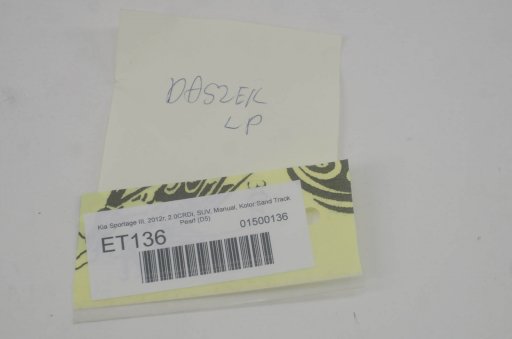 DASZEK
LP
Kia Sportage III, 2012r, 2.0CRDi, SUV, Manual, Kolor Sand Track
Pearl (D5)
ET136
01500136